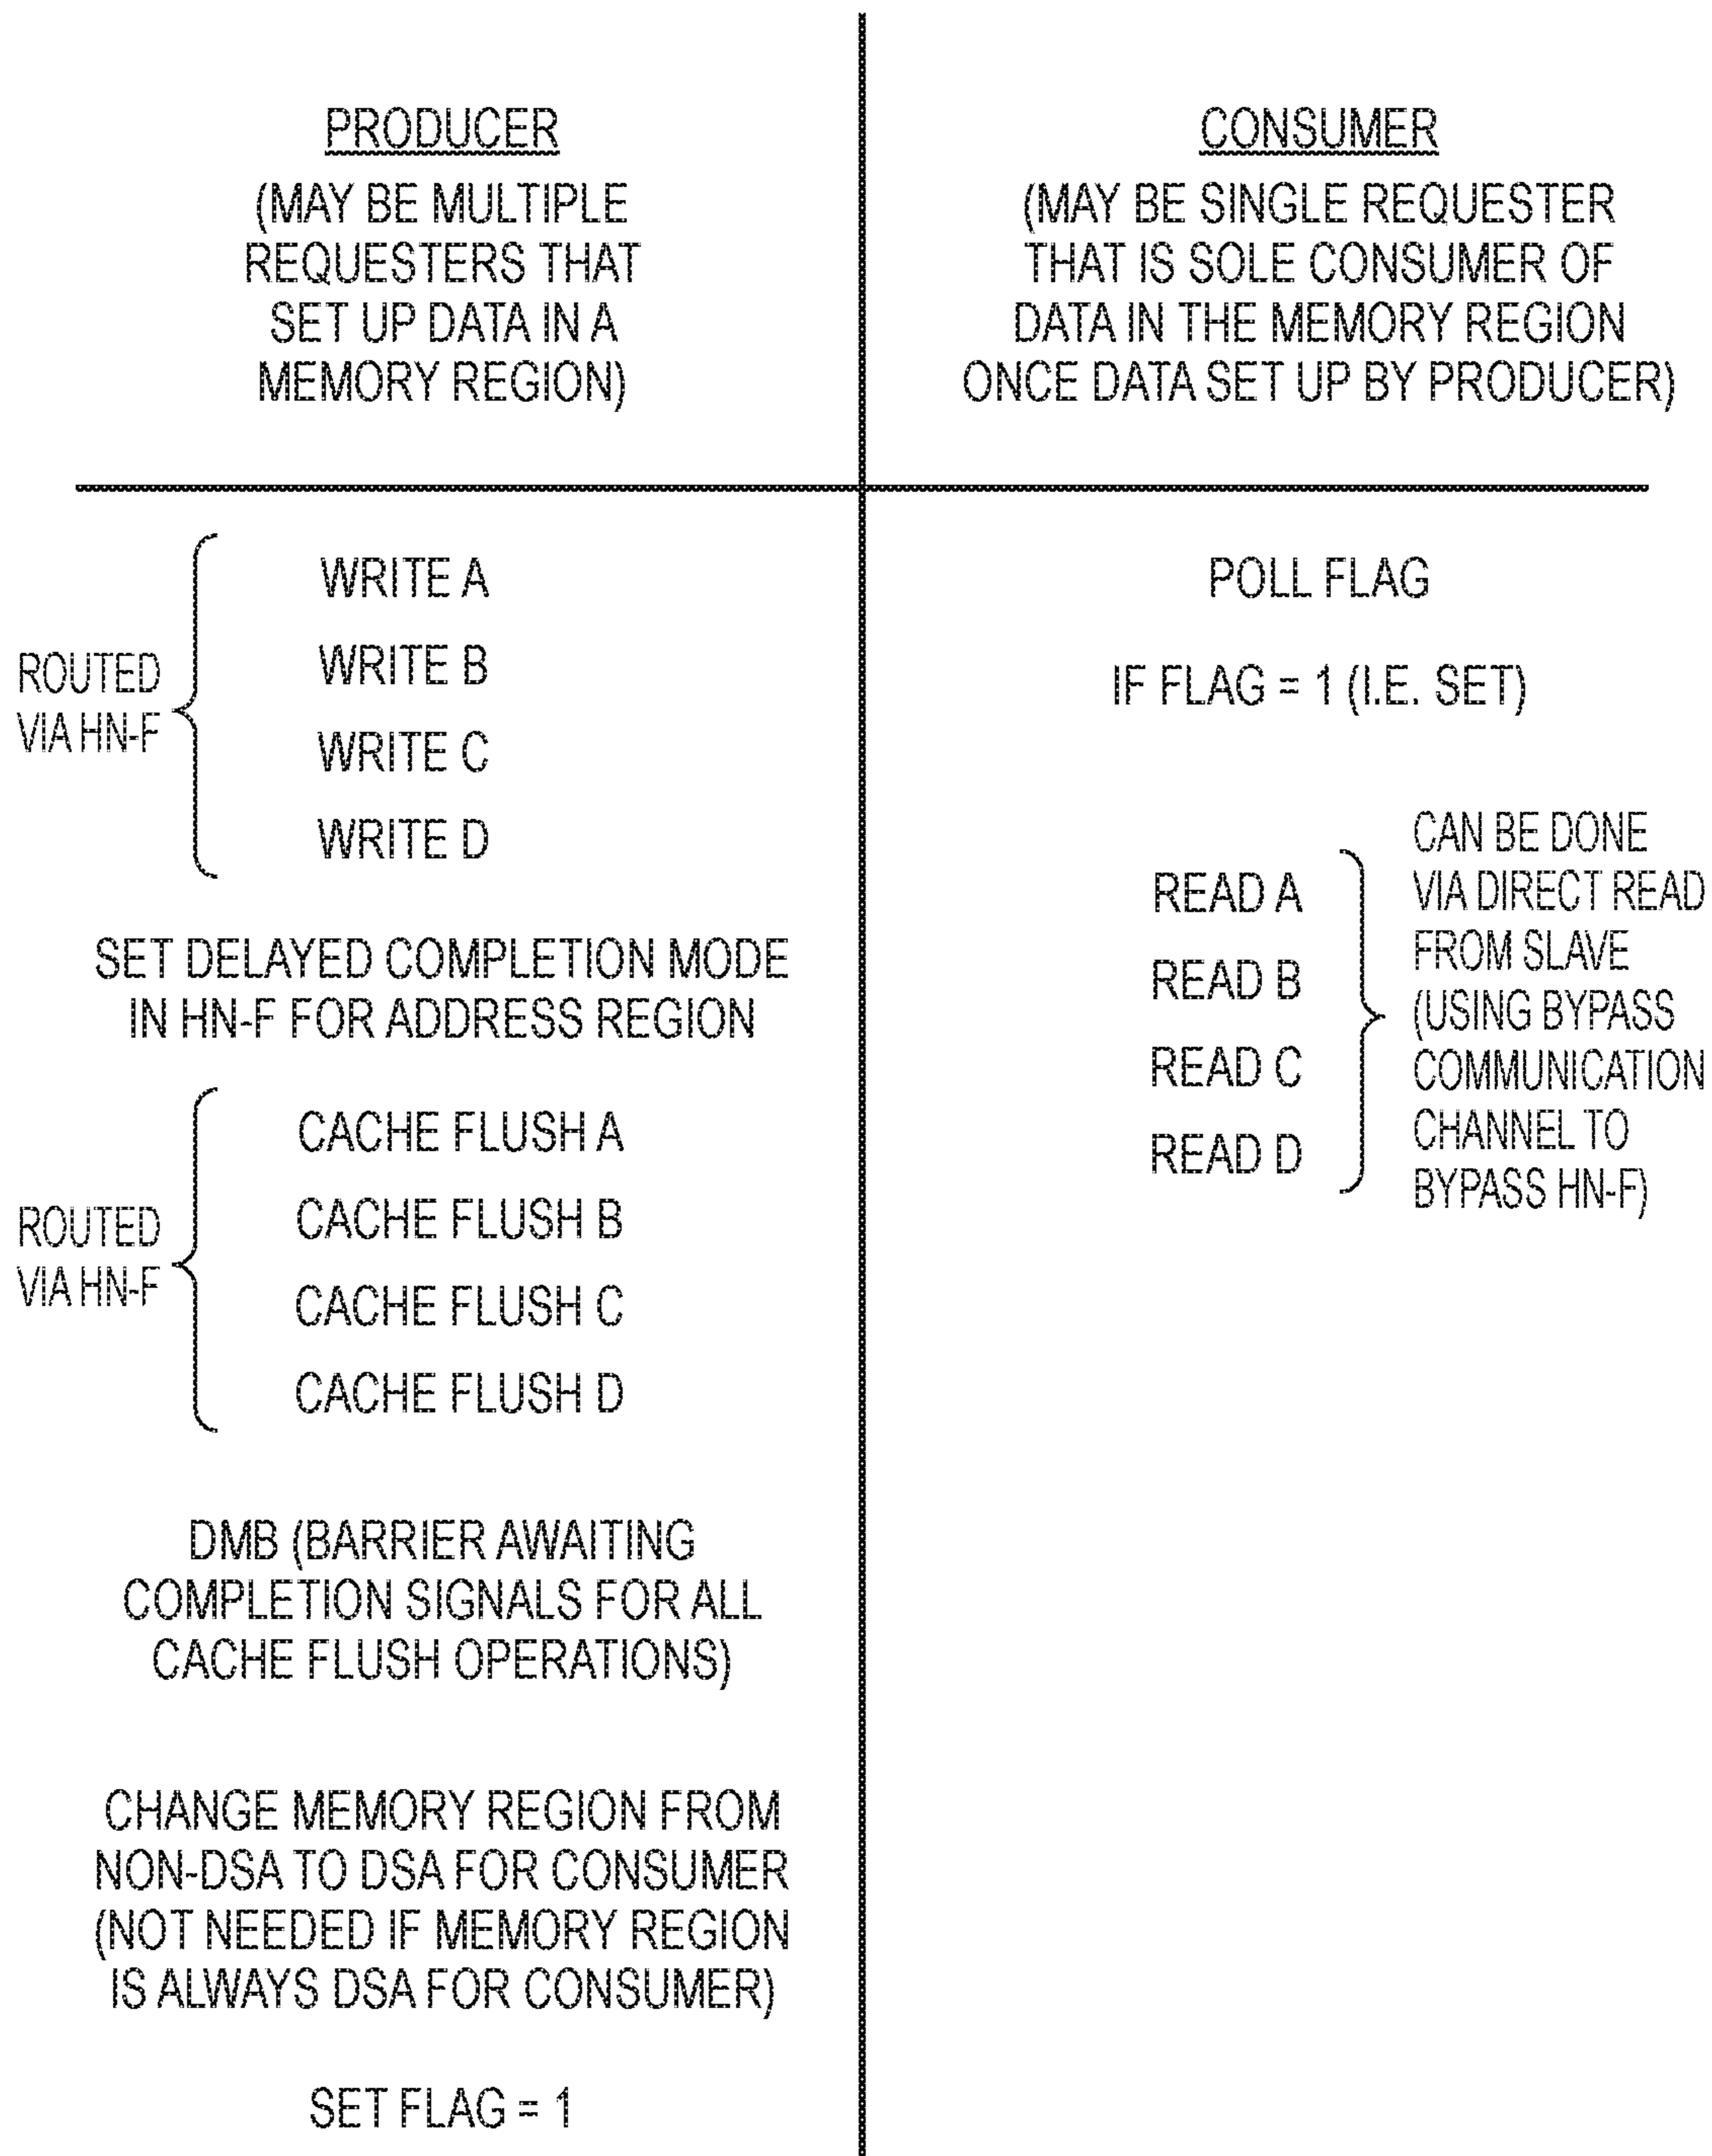 PRODUCER
(MAY BE MULTIPLE
REQUESTERS THAT
SET UP DATA IN A
MEMORY REGION)
ROUTED
VIA HN-F
WRITE A
WRITE B
WRITE C
WRITE D
SET DELAYED COMPLETION MODE
IN HN-F FOR ADDRESS REGION
ROUTED
VIA HN-F
CACHE FLUSH A
CACHE FLUSH B
CACHE FLUSH C
CACHE FLUSH D
DMB (BARRIER AWAITING
COMPLETION SIGNALS FOR ALL
CACHE FLUSH OPERATIONS)
CHANGE MEMORY REGION FROM
NON-DSA TO DSA FOR CONSUMER
(NOT NEEDED IF MEMORY REGION
IS ALWAYS DSA FOR CONSUMER)
SET FLAG = 1
CONSUMER
(MAY BE SINGLE REQUESTER
THAT IS SOLE CONSUMER OF
DATA IN THE MEMORY REGION
ONCE DATA SET UP BY PRODUCER)
POLL FLAG
IF FLAG = 1 (I.E. SET)
READ A
READ B
READ C
READ D
CAN BE DONE
VIA DIRECT READ
FROM SLAVE
(USING BYPASS
COMMUNICATION
CHANNEL TO
BYPASS HN-F)